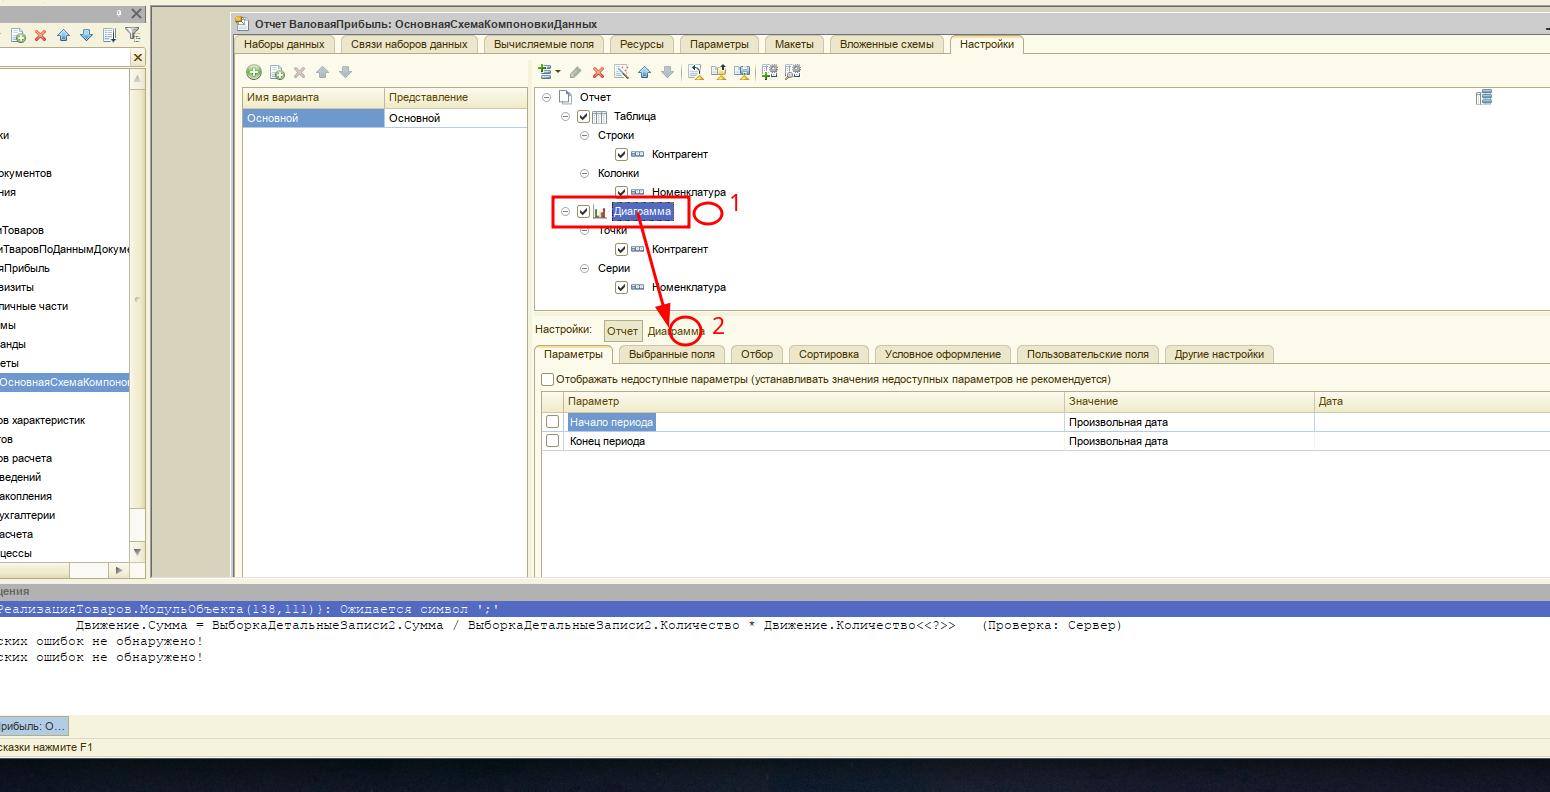 Отчет ВаловаяПрибыль: ОсновнаяСхемаКомпоновкиДанных
Наборы данных
Связи наборов данных
Вычисляемые поля
Ресурсы
Параметры
Макеты
Вложенные схемы
Настройки
Имя варианта
Представление
Основной
Основной
Отчет
Таблица
Строки
Контрагент
Колонки
Номенклатура
Диаграмма
1
Точки
Контрагент
Серии
Номенклатура
Настройки:
Отчет
Диаграмма
2
Параметры
Выбранные поля
Отбор
Сортировка
Условное оформление
Пользовательские поля
Другие настройки
Отображать недоступные параметры (устанавливать значения недоступных параметров не рекомендуется)
Параметр
Значение
Дата
Начало периода
Произвольная дата
Конец периода
Произвольная дата
ки
окументов
ния
иТоваров
иТваровПоДаннымДокуме
яПрибыль
визиты
личные части
мы
анды
еты
ОсновнаяСхемаКомпонов
ов характеристик
тов
ов расчета
ведений
акопления
ухгалтерии
асчета
цессы
щения
РеализацияТоваров.МодульОбъекта(138,111)}: Ожидается символ ';'
Движение.Сумма = ВыборкаДетальныеЗаписи2.Сумма / ВыборкаДетальныеЗаписи2.Количество * Движение.Количество<<?>> (Проверка: Сервер)
ских ошибок не обнаружено!
ских ошибок не обнаружено!
рибыль: О...
сказки нажмите F1